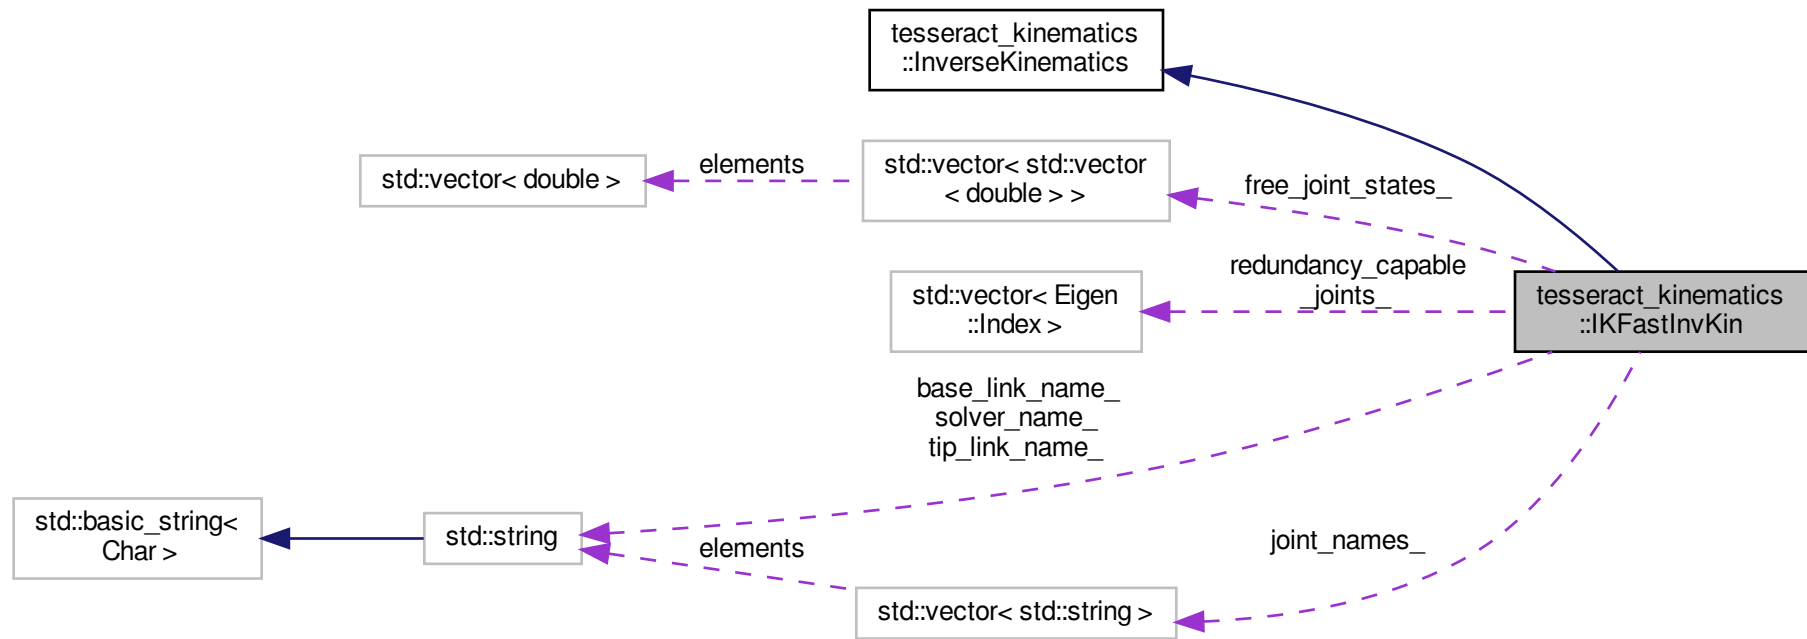 tesseract_kinematics
::InverseKinematics
std::vector< double >
elements
std::vector< std::vector
< double > >
free_joint_states_
redundancy_capable
_joints_
std::vector< Eigen
::Index >
tesseract_kinematics
::IKFastInvKin
base_link_name_
solver_name_
tip_link_name_
std::basic_string<
Char >
std::string
elements
joint_names_
std::vector< std::string >